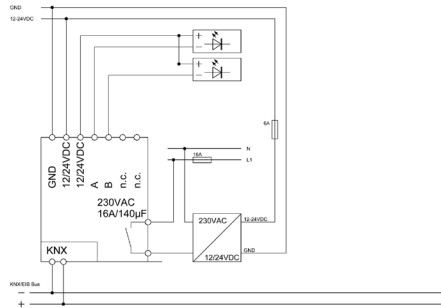 GND
12-24VDC
+
−
+
−
6A
N
16A
L1
GND
12/24VDC
12/24VDC
A
B
n.c.
n.c.
230VAC
16A/140µF
KNX
230VAC
12/24VDC
12-24VDC
GND
KNX/EIB Bus
−
+